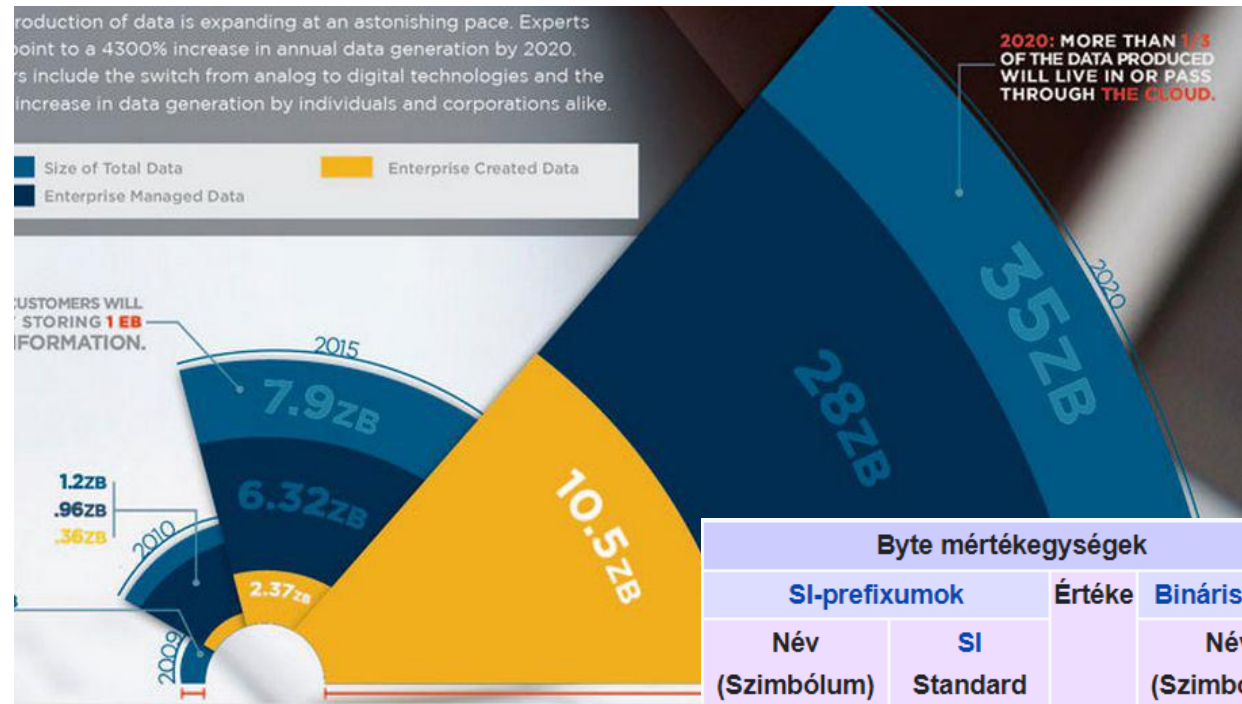 roduction of data is expanding at an astonishing pace. Experts
oint to a 4300% increase in annual data generation by 2020.
rs include the switch from analog to digital technologies and the
increase in data generation by individuals and corporations alike.
2020: MORE THAN 1/3
OF THE DATA PRODUCED
WILL LIVE IN OR PASS
THROUGH THE CLOUD.
Size of Total Data
Enterprise Created Data
Enterprise Managed Data
USTOMERS WILL
STORING 1 EB
FORMATION.
2015
7.9ZB
6.32ZB
2.37ZB
1.2ZB
.96ZB
.36ZB
2010
2009
2020
35ZB
28ZB
10.5ZB
Byte mértékegységek
SI-prefixumok Értéke Bináris
Név SI Név
(Szimbólum) Standard (Szimbó